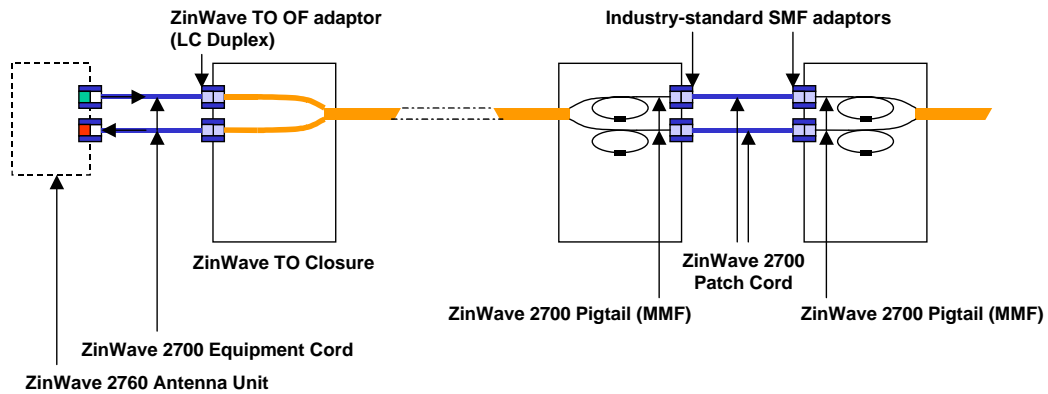 ZinWave TO OF adaptor
(LC Duplex)
Industry-standard SMF adaptors
ZinWave TO Closure
ZinWave 2700
Patch Cord
ZinWave 2700 Pigtail (MMF)
ZinWave 2700 Pigtail (MMF)
ZinWave 2700 Equipment Cord
ZinWave 2760 Antenna Unit